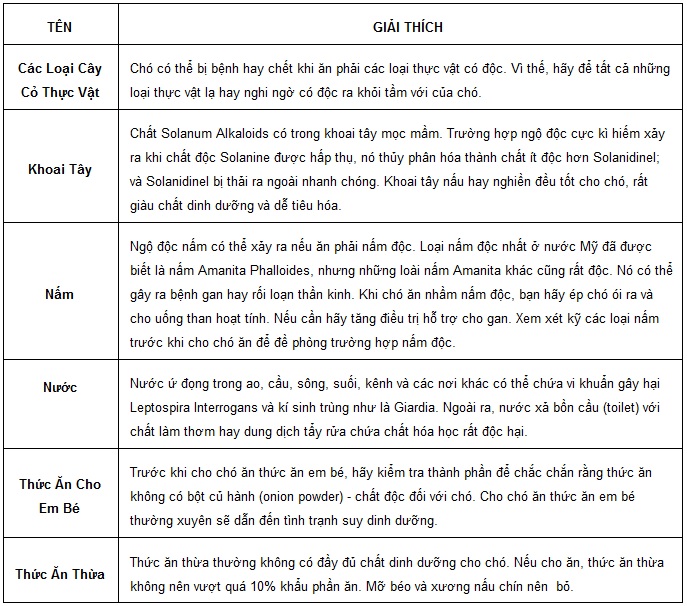 TÊN
GIẢI THÍCH
Các Loại Cây
Cỏ Thực Vật
Chó có thể bị bệnh hay chết khi ăn phải các loại thực vật có độc. Vì thế, hãy để tất cả những
loại thực vật lạ hay nghi ngờ có độc ra khỏi tầm với của chó.
Khoai Tây
Chất Solanum Alkaloids có trong khoai tây mọc mầm. Trường hợp ngộ độc cực kì hiếm xảy
ra khi chất độc Solanine được hấp thụ, nó thủy phân hóa thành chất ít độc hơn Solanidinel;
và Solanidinel bị thải ra ngoài nhanh chóng. Khoai tây nấu hay nghiền đều tốt cho chó, rất
giàu chất dinh dưỡng và dễ tiêu hóa.
Nấm
Ngộ độc nấm có thể xảy ra nếu ăn phải nấm độc. Loại nấm độc nhất ở nước Mỹ đã được
biết là nấm Amanita Phalloides, nhưng những loài nấm Amanita khác cũng rất độc. Nó có thể
gây ra bệnh gan hay rối loạn thần kinh. Khi chó ăn nhằm nấm độc, bạn hãy ép chó ói ra và
cho uống than hoạt tính. Nếu cần hãy tăng điều trị hỗ trợ cho gan. Xem xét kỹ các loại nấm
trước khi cho chó ăn để đề phòng trường hợp nấm độc.
Nước
Nước ứ đọng trong ao, cầu, sông, suối, kênh và các nơi khác có thể chứa vi khuẩn gây hại
Leptospira Interrogans và kí sinh trùng như là Giardia. Ngoài ra, nước xả bồn cầu (toilet) với
chất làm thơm hay dung dịch tẩy rửa chứa chất hóa học rất độc hại.
Thức Ăn Cho
Em Bé
Trước khi cho chó ăn thức ăn em bé, hãy kiểm tra thành phần để chắc chắn rằng thức ăn
không có bột củ hành (onion powder) - chất độc đối với chó. Cho chó ăn thức ăn em bé
thường xuyên sẽ dẫn đến tình trạnh suy dinh dưỡng.
Thức Ăn Thừa
Thức ăn thừa thường không có đầy đủ chất dinh dưỡng cho chó. Nếu cho ăn, thức ăn thừa
không nên vượt quá 10% khẩu phần ăn. Mỡ béo và xương nấu chín nên bỏ.